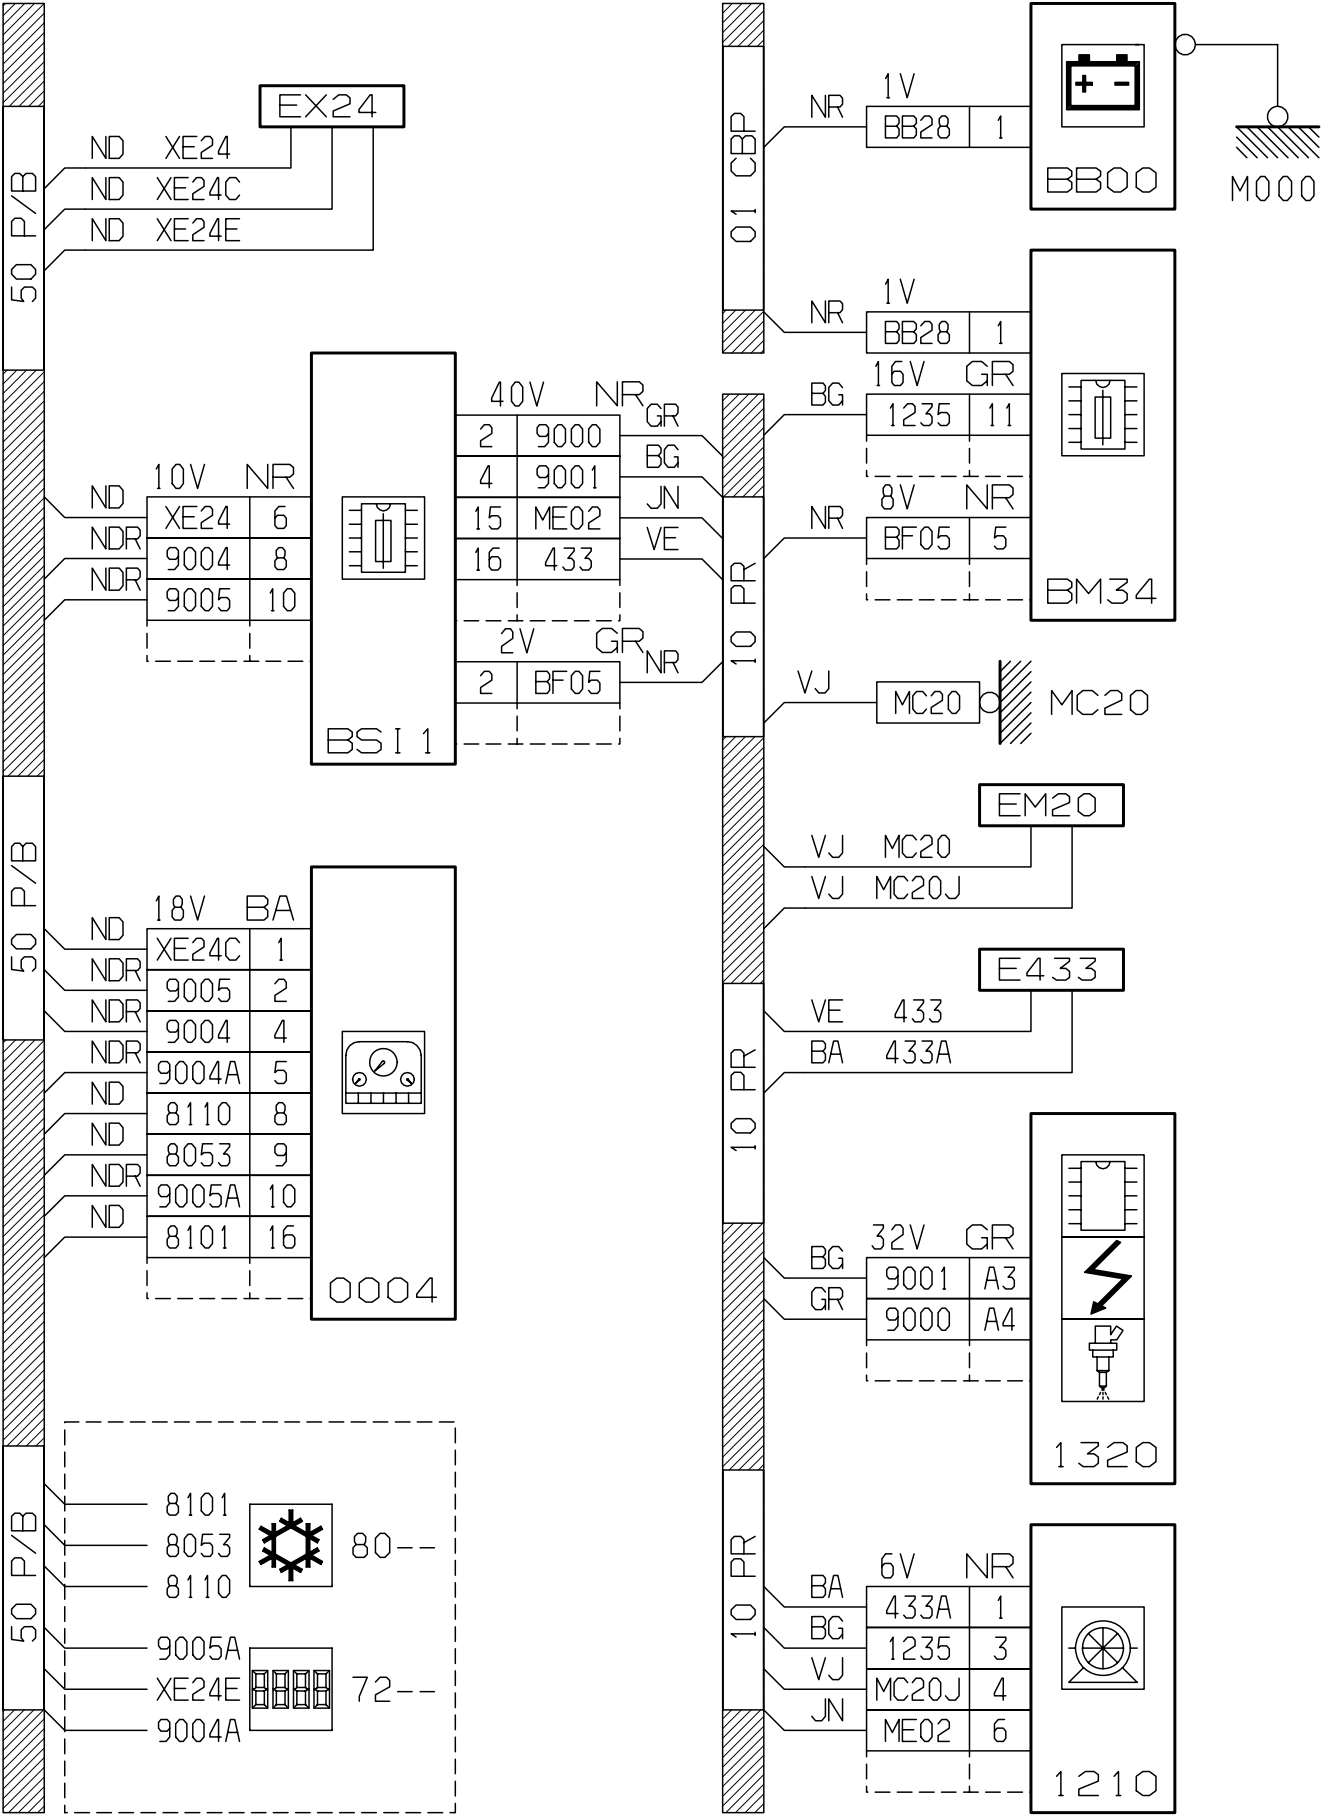 EX24
ND XE24
ND XE24C
ND XE24E
50 P/B
10V NR
ND XE24 6
NDR 9004 8
NDR 9005 10
BSI1
40V NR
2 9000 GR
4 9001 BG
15 ME02 JN
16 433 VE
2V GR
2 BF05 NR
50 P/B
18V BA
ND XE24C 1
NDR 9005 2
NDR 9004 4
NDR 9004A 5
ND 8110 8
ND 8053 9
NDR 9005A 10
ND 8101 16
0004
50 P/B
8101
8053 80--
8110
9005A
XE24E 72--
9004A
01 CBP
1V
NR BB28 1
BB00
M000
1V
NR BB28 1
16V GR
BG 1235 11
8V NR
NR BF05 5
BM34
10 PR
VJ MC20 MC20
EM20
VJ MC20
VJ MC20J
E433
VE 433
BA 433A
10 PR
32V GR
BG 9001 A3
GR 9000 A4
1320
10 PR
6V NR
BA 433A 1
BG 1235 3
VJ MC20J 4
JN ME02 6
1210